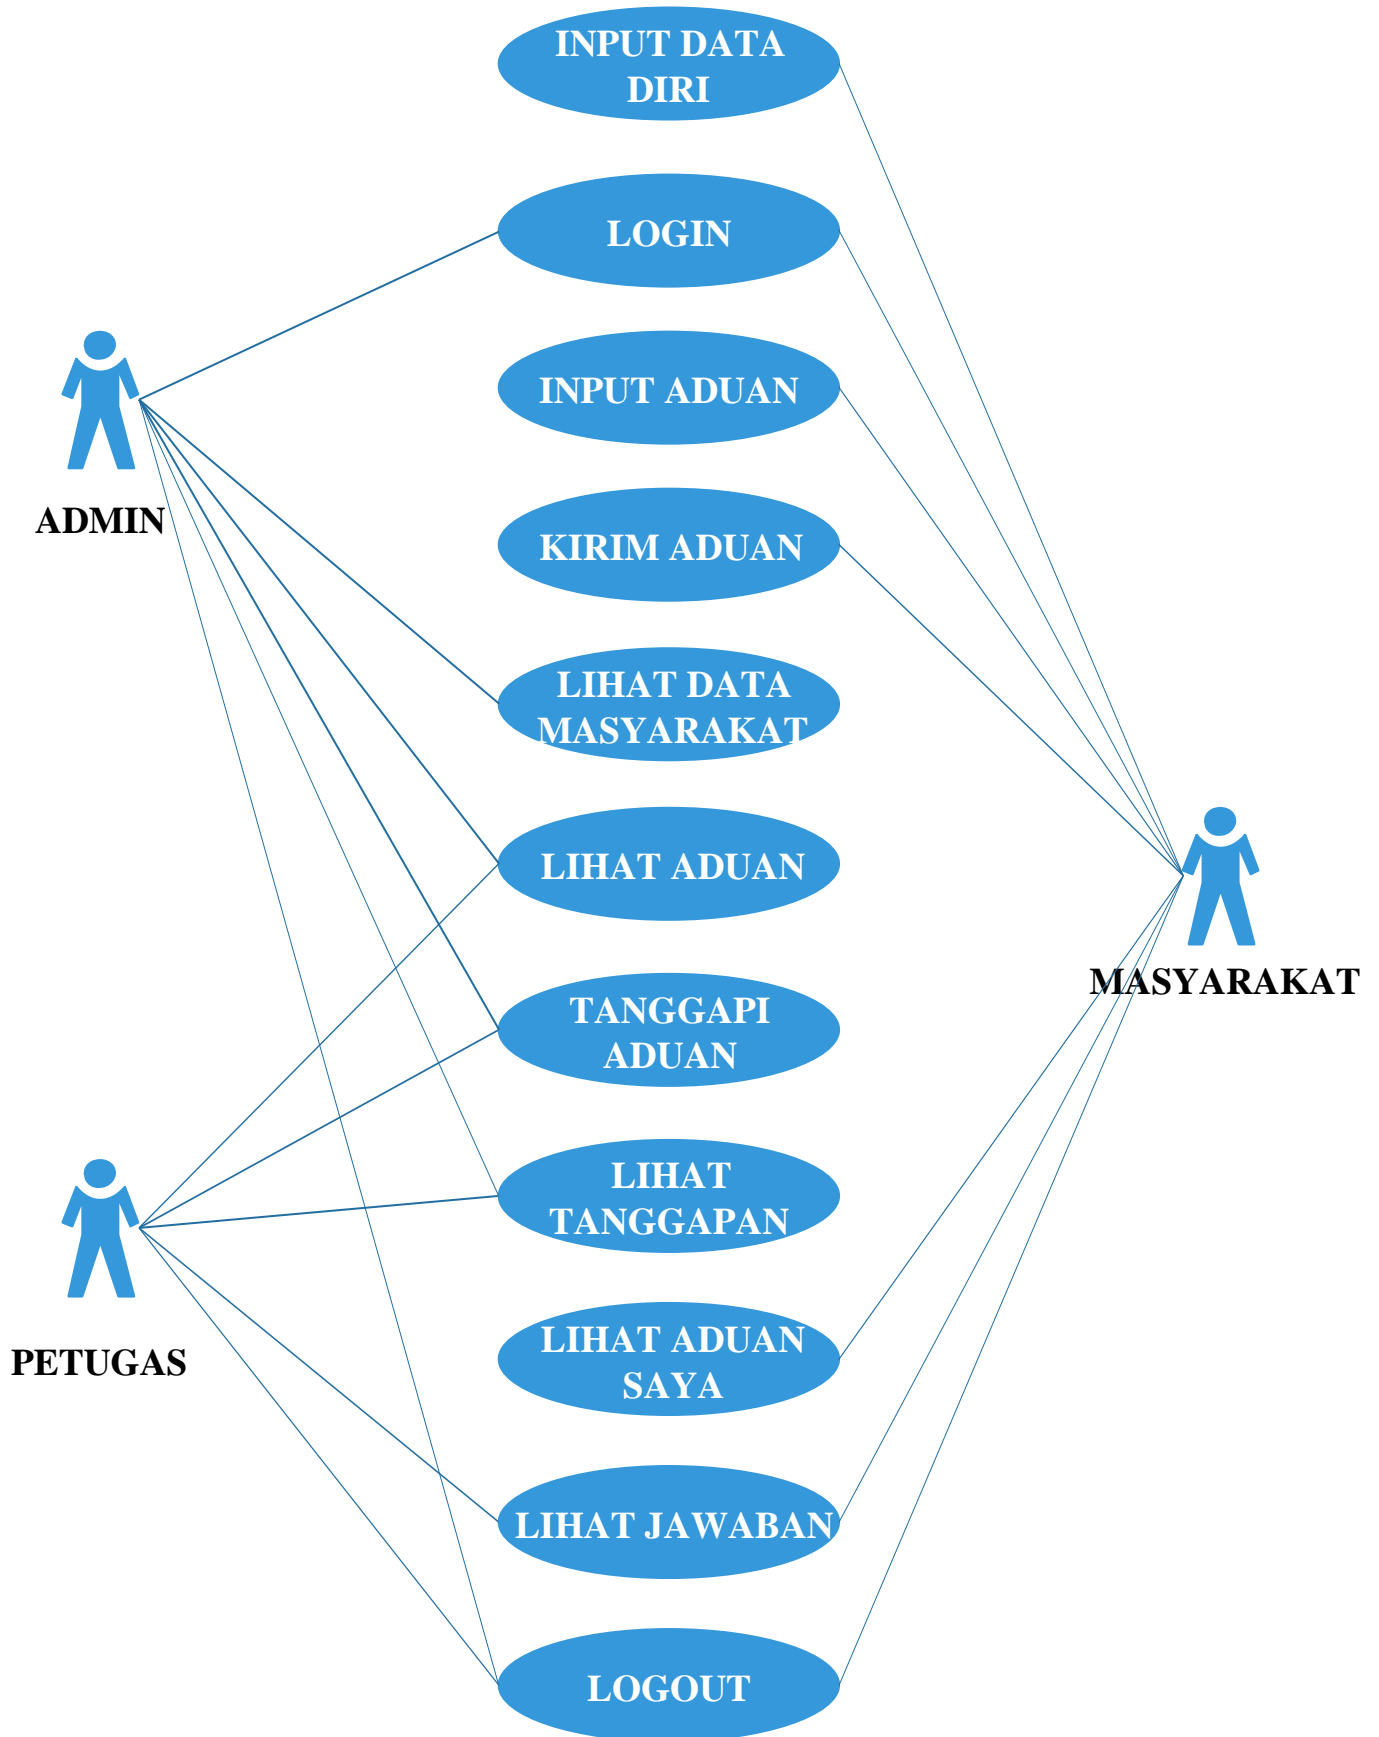 INPUT DATA
DIRI
LOGIN
INPUT ADUAN
ADMIN
KIRIM ADUAN
LIHAT DATA
MASYARAKAT
LIHAT ADUAN
MASYARAKAT
TANGGAPI
ADUAN
LIHAT
TANGGAPAN
PETUGAS
LIHAT ADUAN
SAYA
LIHAT JAWABAN
LOGOUT